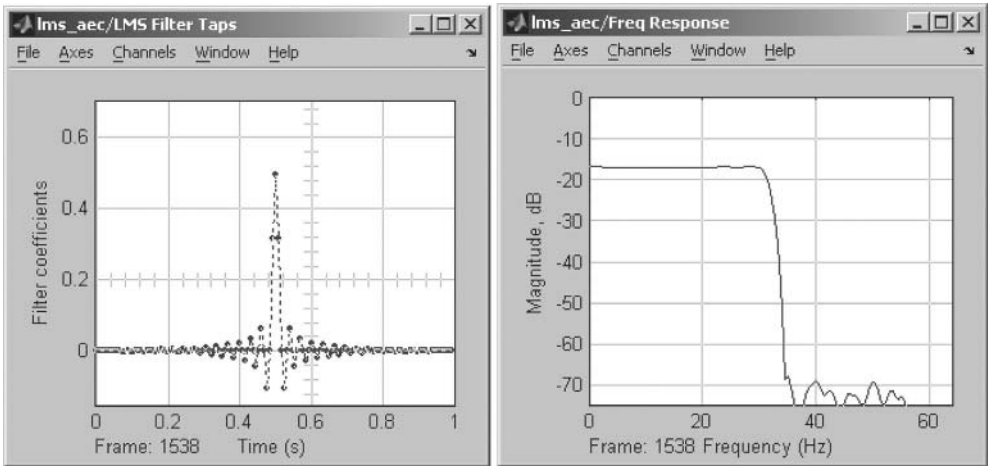 lms_aec/LMS Filter Taps
File Axes Channels Window Help
0.6
0.4
0.2
0
Filter coefficients
0 0.2 0.4 0.6 0.8 1
Frame: 1538 Time (s)
lms_aec/Freq Response
File Axes Channels Window Help
0
-10
-20
-30
-40
-50
-60
-70
Magnitude, dB
0 20 40 60
Frame: 1538 Frequency (Hz)